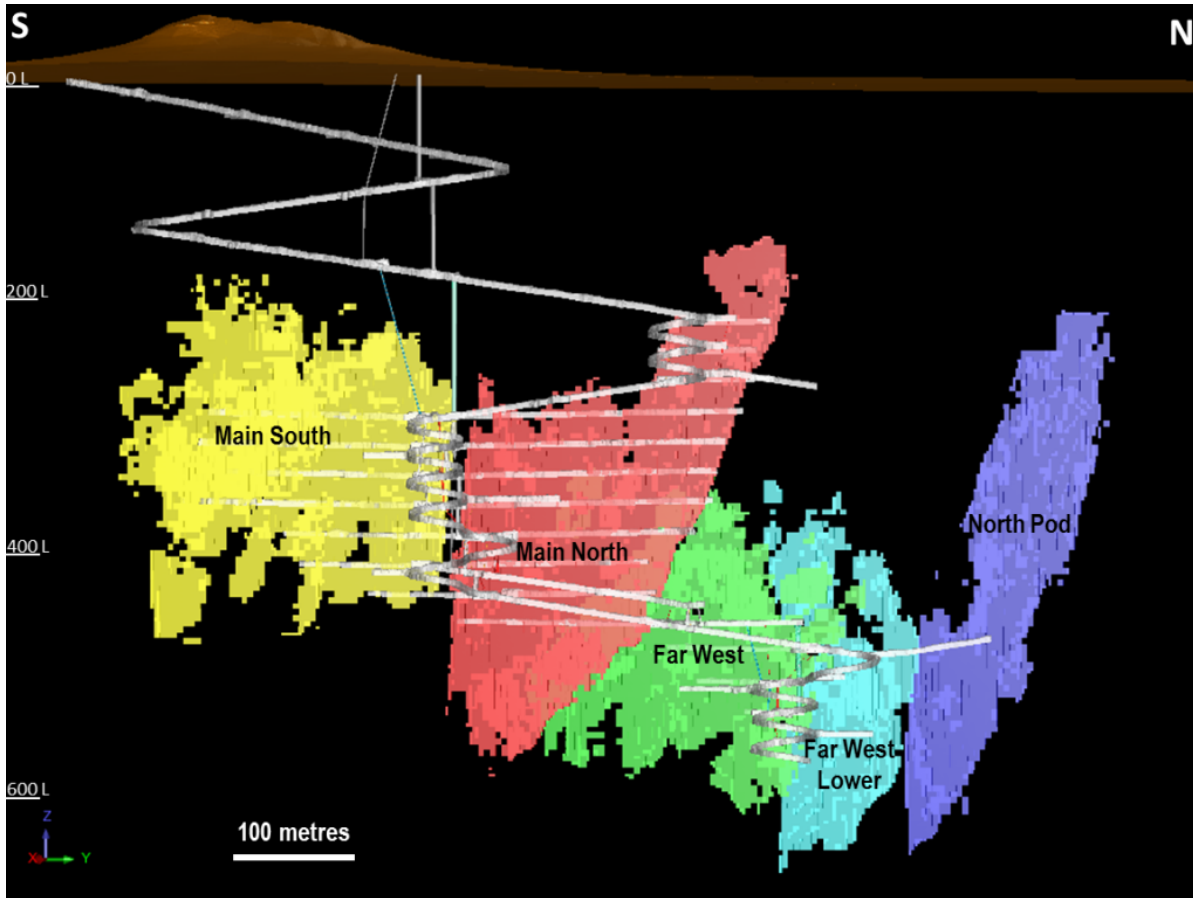 S
N
0 L
200 L
Main South
400 L
Main North
North Pod
Far West
Far West
Lower
600 L
Z
X
Y
100 metres